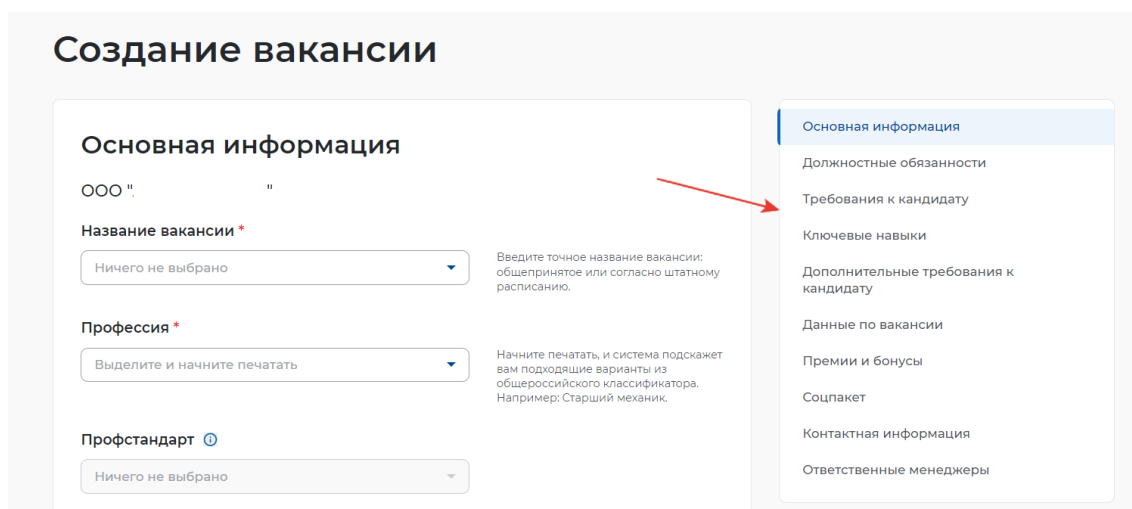 Создание вакансии
Основная информация
ООО ". "
Название вакансии *
Ничего не выбрано
Введите точное название вакансии:
общепринятое или согласно штатному
расписанию.
Профессия *
Выделите и начните печатать
Начните печатать, и система подскажет
вам подходящие варианты из
общероссийского классификатора.
Например: Старший механик.
Профстандарт
Ничего не выбрано
Основная информация
Должностные обязанности
Требования к кандидату
Ключевые навыки
Дополнительные требования к
кандидату
Данные по вакансии
Премии и бонусы
Соцпакет
Контактная информация
Ответственные менеджеры